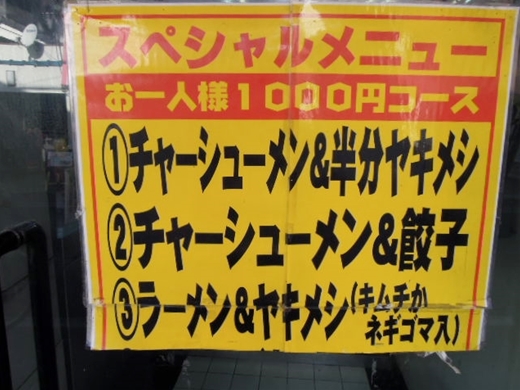 スペシャルメニュー
お一人様1000円コース
①チャーシューメン&半分ヤキメシ
②チャーシューメン&餃子
③ラーメン&ヤキメシ(キムチか
ネギゴマ入)